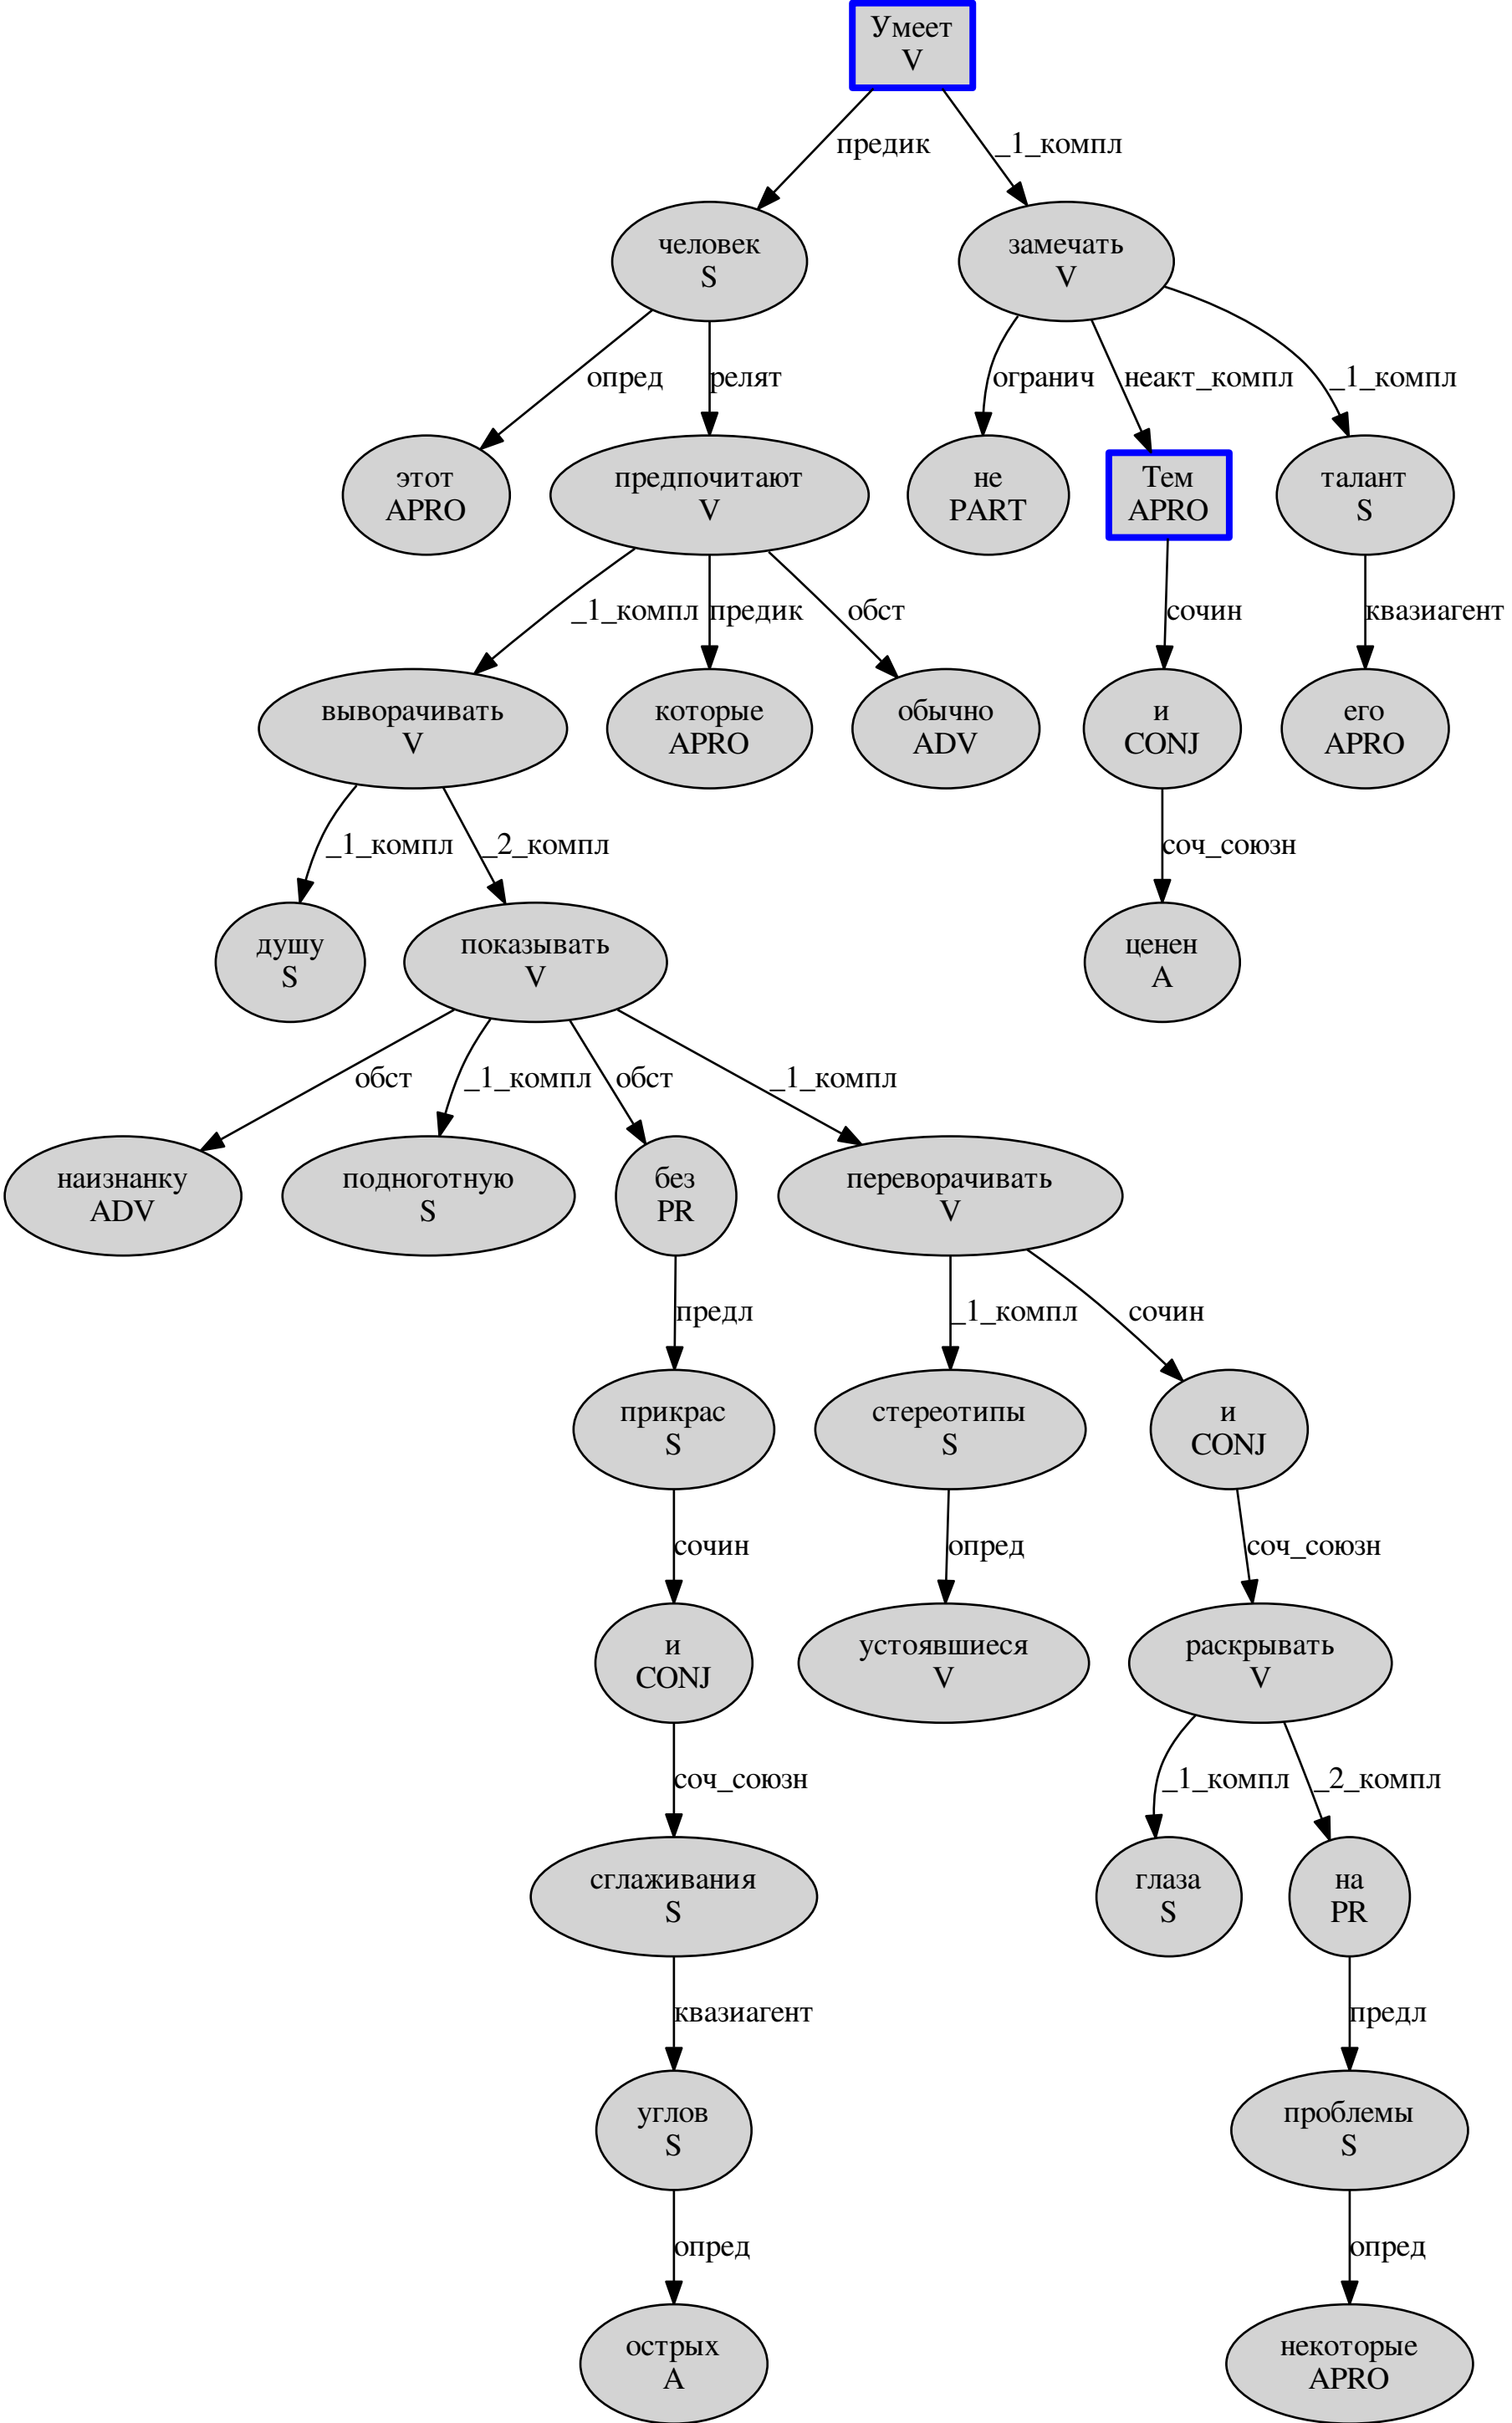 Умеет
V
предик
_1_компл
человек
S
замечать
V
опред
релят
огранич
неакт_компл
_1_компл
этот
APRO
предпочитают
V
не
PART
Тем
APRO
талант
S
_1_компл
предик
обст
сочин
квазиагент
выворачивать
V
которые
APRO
обычно
ADV
и
CONJ
его
APRO
_1_компл
_2_компл
соч_союзн
душу
S
показывать
V
ценен
A
обст
_1_компл
обст
_1_компл
наизнанку
ADV
подноготную
S
без
PR
переворачивать
V
предл
_1_компл
сочин
прикрас
S
стереотипы
S
и
CONJ
сочин
опред
соч_союзн
и
CONJ
устоявшиеся
V
раскрывать
V
соч_союзн
_1_компл
_2_компл
сглаживания
S
глаза
S
на
PR
квазиагент
предл
углов
S
проблемы
S
опред
опред
острых
A
некоторые
APRO